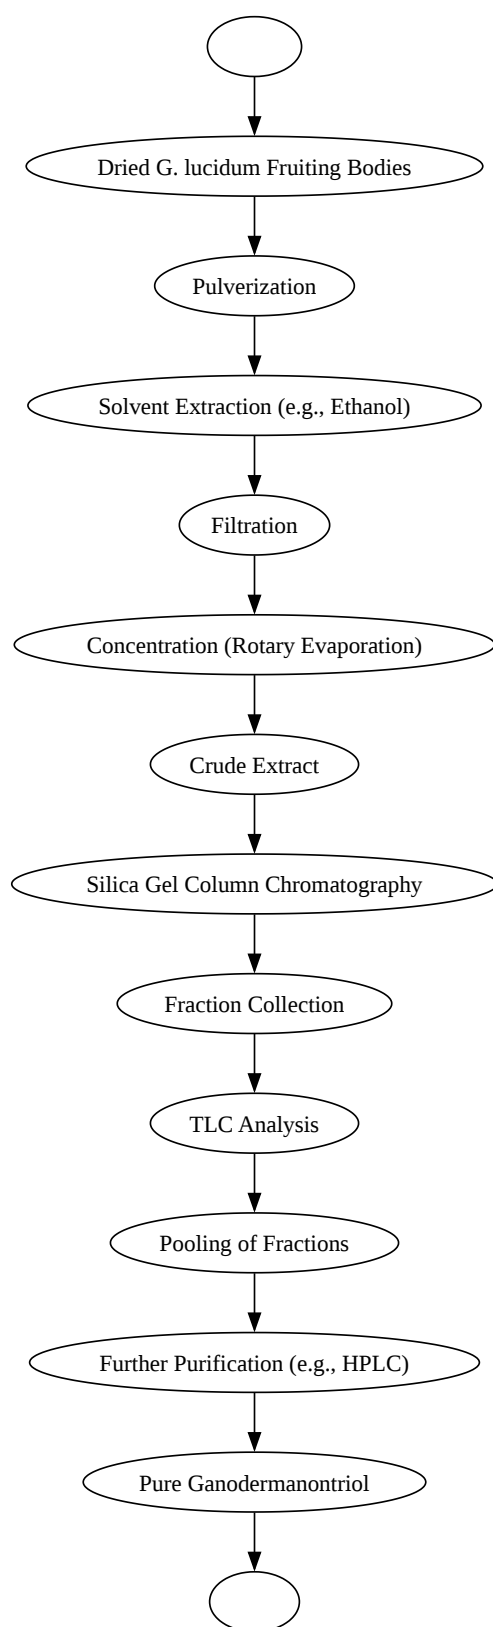 Dried G. lucidum Fruiting Bodies
Pulverization
Solvent Extraction (e.g., Ethanol)
Filtration
Concentration (Rotary Evaporation)
Crude Extract
Silica Gel Column Chromatography
Fraction Collection
TLC Analysis
Pooling of Fractions
Further Purification (e.g., HPLC)
Pure Ganodermanontriol